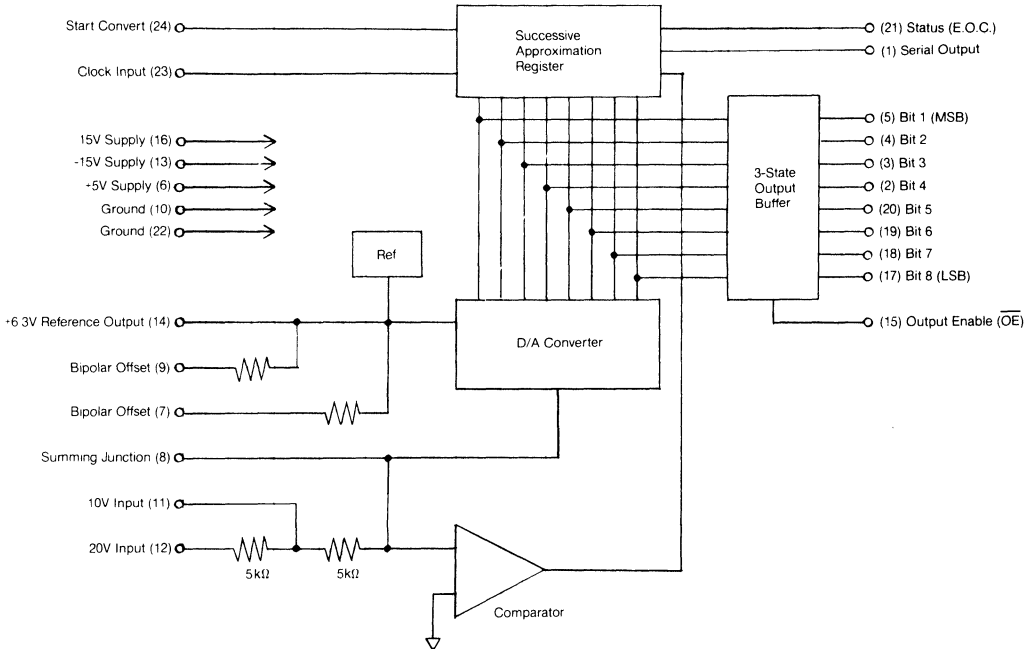 Start Convert (24)
Clock Input (23)
15V Supply (16)
-15V Supply (13)
+5V Supply (6)
Ground (10)
Ground (22)
Successive
Approximation
Register
(21) Status (E.O.C.)
(1) Serial Output
3-State
Output
Buffer
(5) Bit 1 (MSB)
(4) Bit 2
(3) Bit 3
(2) Bit 4
(20) Bit 5
(19) Bit 6
(18) Bit 7
(17) Bit 8 (LSB)
(15) Output Enable (O̅E̅)
Ref
+6 3V Reference Output (14)
Bipolar Offset (9)
Bipolar Offset (7)
Summing Junction (8)
10V Input (11)
20V Input (12)
5kΩ
5kΩ
D/A Converter
Comparator